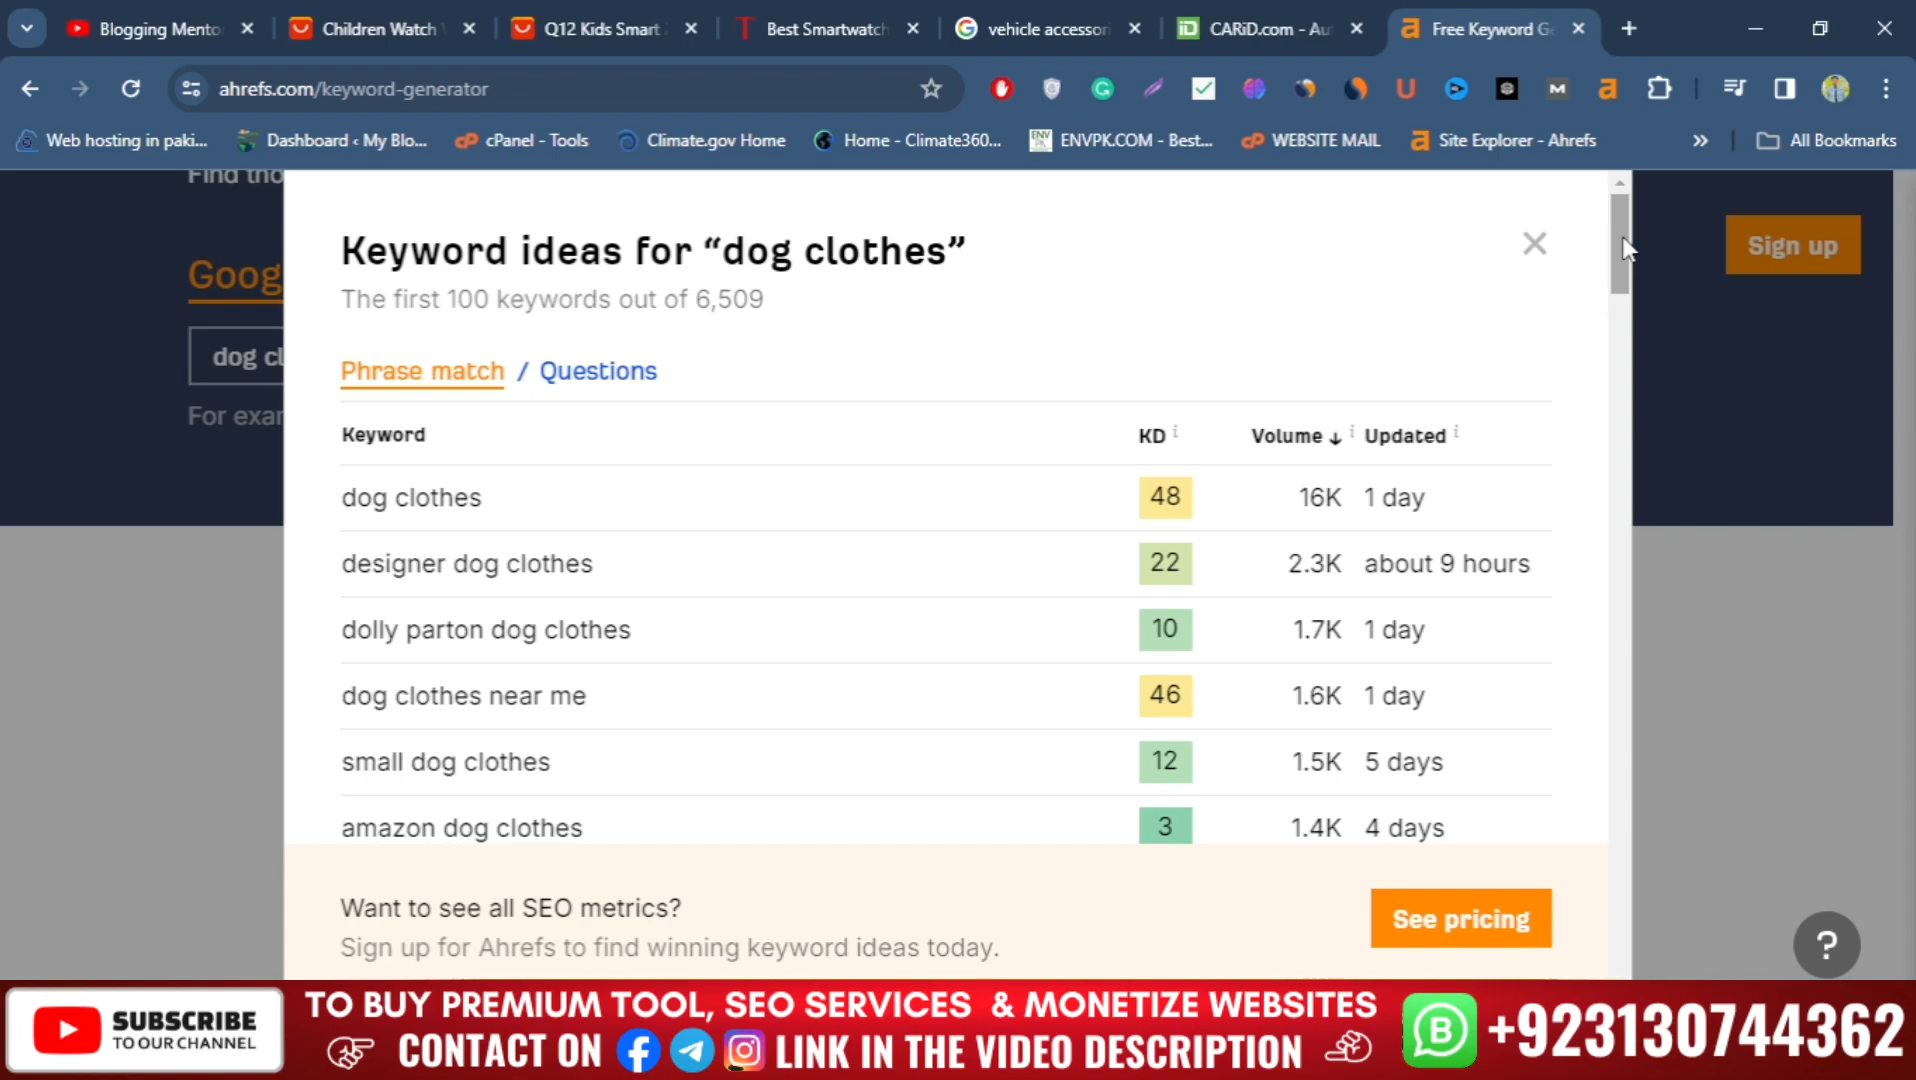 Blogging Mento
Children Watch
Q12 Kids Smart
Best Smartwatch
vehicle accessori
CARiD.com - Au
Free Keyword Ge
ahrefs.com/keyword-generator
Web hosting in paki...
Dashboard ‹ My Blo...
cPanel - Tools
Climate.gov Home
Home - Climate360...
ENVPK.COM - Best...
WEBSITE MAIL
Site Explorer - Ahrefs
»
All Bookmarks
Find tho
Sign up
Goog
dog cl
For exar
Keyword ideas for “dog clothes”
The first 100 keywords out of 6,509
Phrase match / Questions
Keyword KD i Volume ↓ i Updated i
dog clothes 48 16K 1 day
designer dog clothes 22 2.3K about 9 hours
dolly parton dog clothes 10 1.7K 1 day
dog clothes near me 46 1.6K 1 day
small dog clothes 12 1.5K 5 days
amazon dog clothes 3 1.4K 4 days
Want to see all SEO metrics?
Sign up for Ahrefs to find winning keyword ideas today.
See pricing
?
SUBSCRIBE
TO OUR CHANNEL
TO BUY PREMIUM TOOL, SEO SERVICES & MONETIZE WEBSITES
CONTACT ON LINK IN THE VIDEO DESCRIPTION
+923130744362